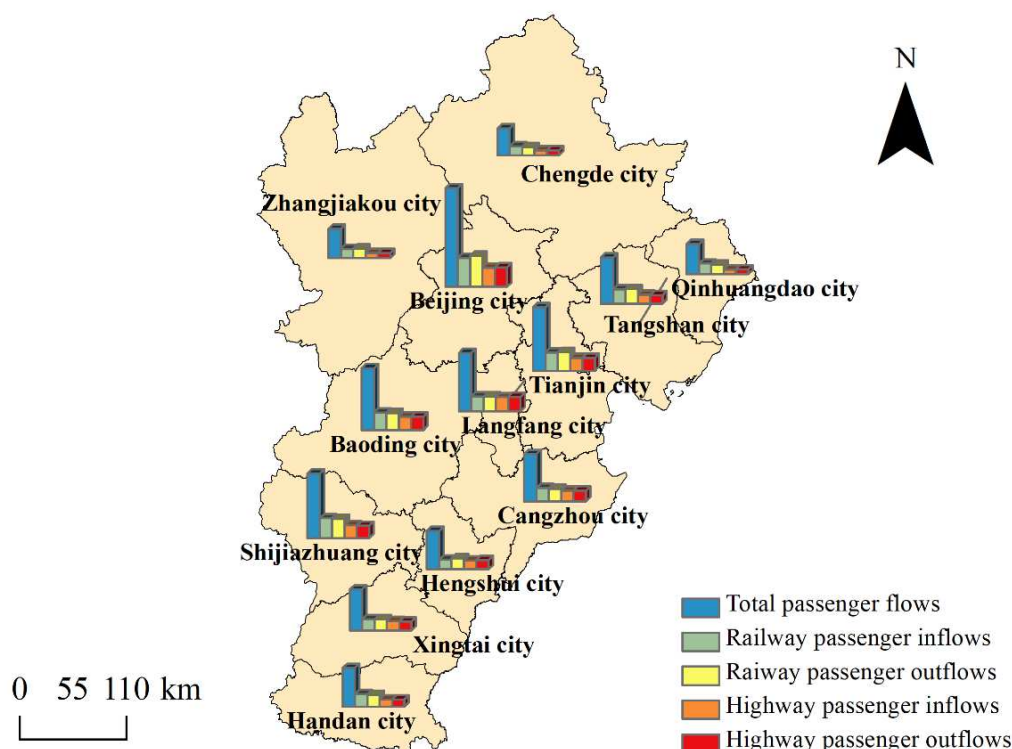 N
Chengde city
Zhangjiakou city
Beijing city
Qinhuangdao city
Tangshan city
Tianjin city
Langfang city
Baoding city
Cangzhou city
Shijiazhuang city
Hengshui city
Xingtai city
Handan city
0 55 110 km
Total passenger flows
Railway passenger inflows
Raiway passenger outflows
Highway passenger inflows
Highway passenger outflows